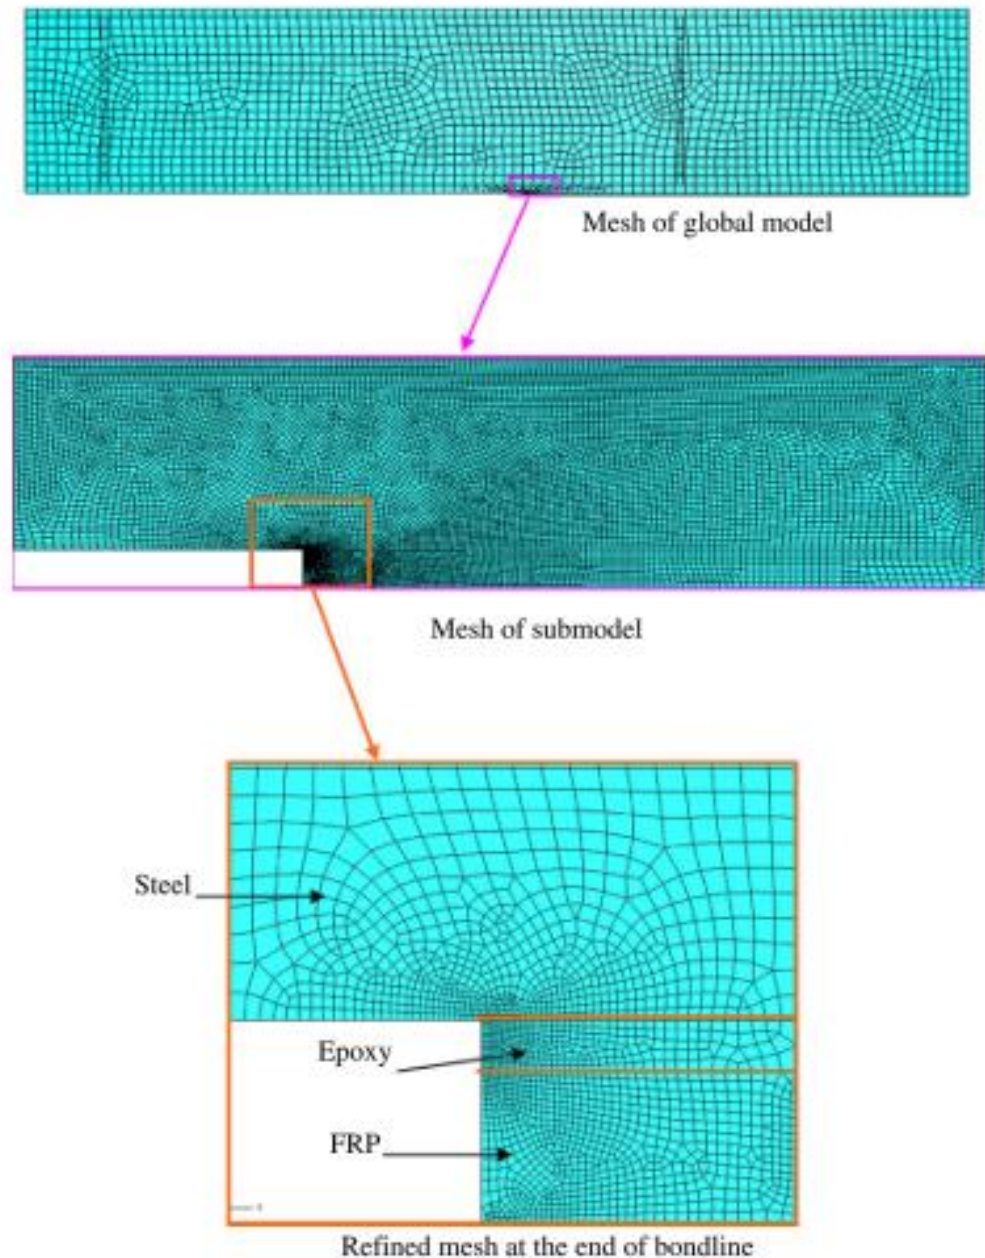 Mesh of global model
Mesh of submodel
Steel
Epoxy
FRP
Refined mesh at the end of bondline